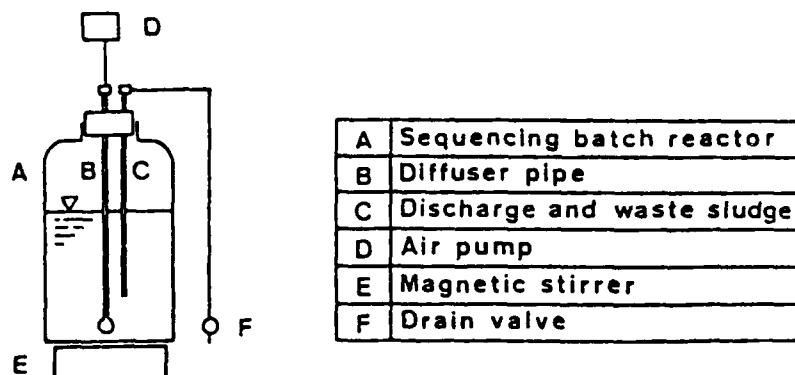 D
A
B
C
E
F
A Sequencing batch reactor
B Diffuser pipe
C Discharge and waste sludge
D Air pump
E Magnetic stirrer
F Drain valve